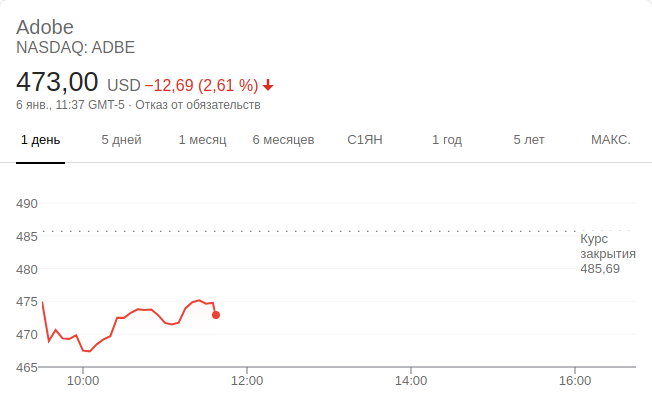 Adobe
NASDAQ: ADBE
473,00 USD −12,69 (2,61 %)
6 янв., 11:37 GMT-5 · Отказ от обязательств
1 день 5 дней 1 месяц 6 месяцев С1ЯН 1 год 5 лет МАКС.
490
485
480
475
470
465
Курс
закрытия
485,69
10:00 12:00 14:00 16:00